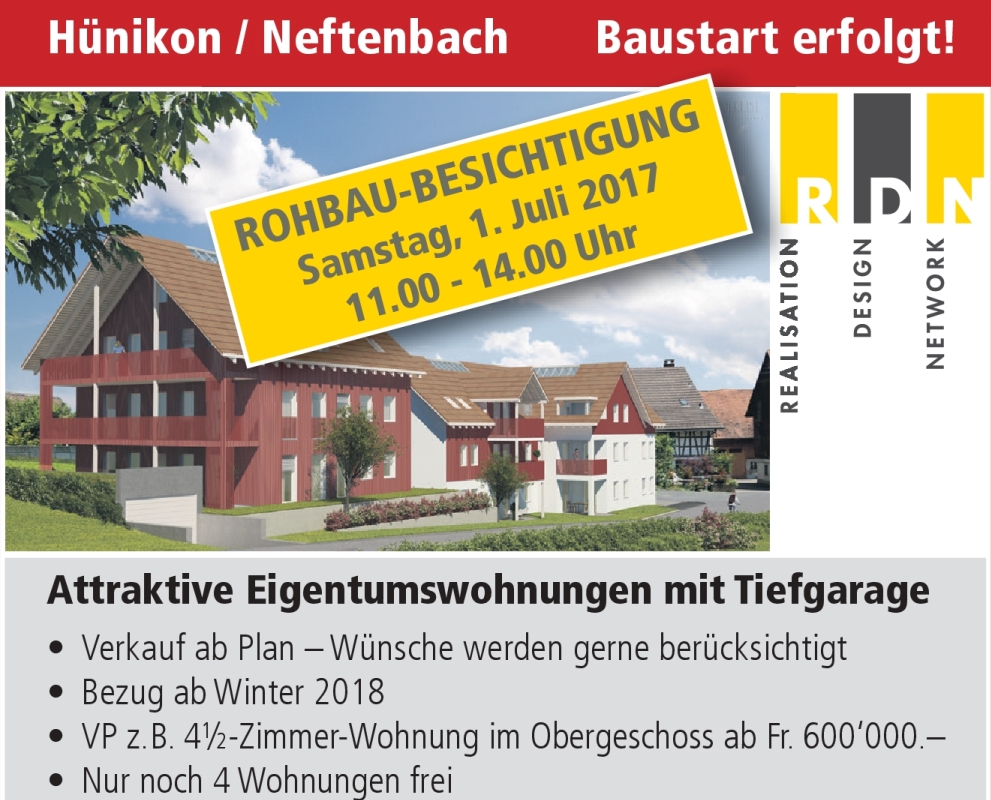 Hünikon / Neftenbach Baustart erfolgt!
ROHBAU-BESICHTIGUNG
Samstag, 1. Juli 2017
11.00 - 14.00 Uhr
R D N
REALISATION
DESIGN
NETWORK
Attraktive Eigentumswohnungen mit Tiefgarage
• Verkauf ab Plan – Wünsche werden gerne berücksichtigt
• Bezug ab Winter 2018
• VP z.B. 4½-Zimmer-Wohnung im Obergeschoss ab Fr. 600‘000.–
• Nur noch 4 Wohnungen frei